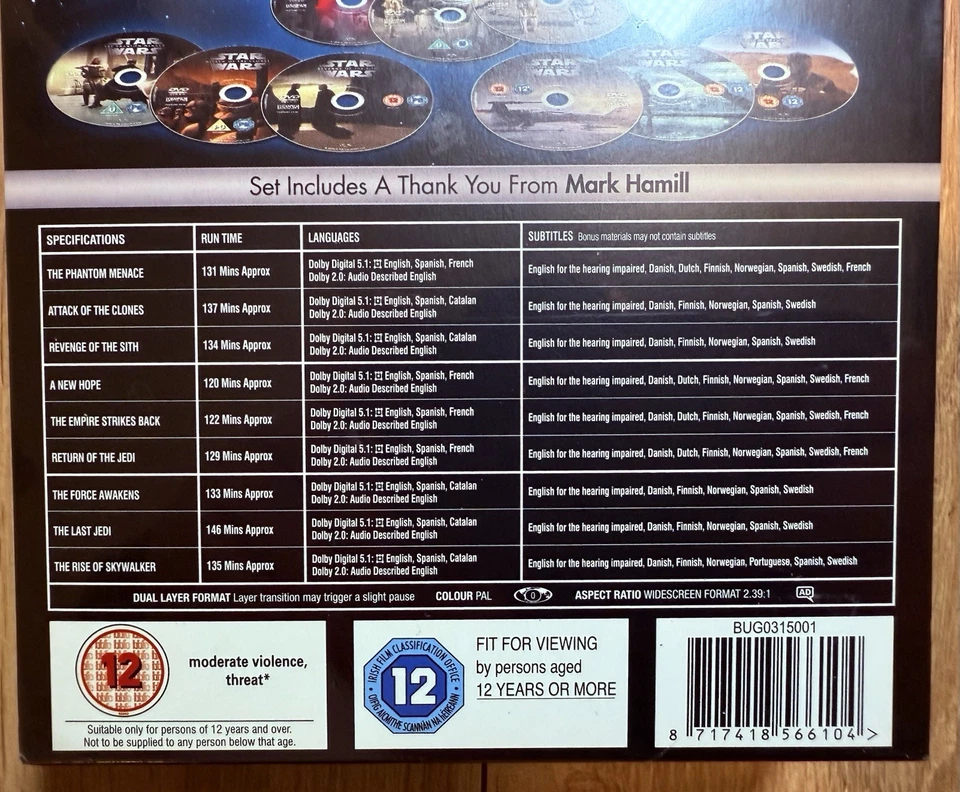 STAR WARS
STAR WARS
STAR WARS
STAR WARS
STAR WARS
STAR WARS
Set Includes A Thank You From Mark Hamill
SPECIFICATIONS RUN TIME LANGUAGES SUBTITLES Bonus materials may not contain subtitles
THE PHANTOM MENACE 131 Mins Approx Dolby Digital 5.1: English, Spanish, French English for the hearing impaired, Danish, Dutch, Finnish, Norwegian, Spanish, Swedish, French
Dolby 2.0: Audio Described English
ATTACK OF THE CLONES 137 Mins Approx Dolby Digital 5.1: English, Spanish, Catalan English for the hearing impaired, Danish, Finnish, Norwegian, Spanish, Swedish
Dolby 2.0: Audio Described English
REVENGE OF THE SITH 134 Mins Approx Dolby Digital 5.1: English, Spanish, Catalan English for the hearing impaired, Danish, Finnish, Norwegian, Spanish, Swedish
Dolby 2.0: Audio Described English
A NEW HOPE 120 Mins Approx Dolby Digital 5.1: English, Spanish, French English for the hearing impaired, Danish, Dutch, Finnish, Norwegian, Spanish, Swedish, French
Dolby 2.0: Audio Described English
THE EMPIRE STRIKES BACK 122 Mins Approx Dolby Digital 5.1: English, Spanish, French English for the hearing impaired, Danish, Dutch, Finnish, Norwegian, Spanish, Swedish, French
Dolby 2.0: Audio Described English
RETURN OF THE JEDI 129 Mins Approx Dolby Digital 5.1: English, Spanish, French English for the hearing impaired, Danish, Dutch, Finnish, Norwegian, Spanish, Swedish, French
Dolby 2.0: Audio Described English
THE FORCE AWAKENS 133 Mins Approx Dolby Digital 5.1: English, Spanish, Catalan English for the hearing impaired, Danish, Finnish, Norwegian, Spanish, Swedish
Dolby 2.0: Audio Described English
THE LAST JEDI 146 Mins Approx Dolby Digital 5.1: English, Spanish, Catalan English for the hearing impaired, Danish, Finnish, Norwegian, Spanish, Swedish
Dolby 2.0: Audio Described English
THE RISE OF SKYWALKER 135 Mins Approx Dolby Digital 5.1: English, Spanish, Catalan English for the hearing impaired, Danish, Finnish, Norwegian, Portuguese, Spanish, Swedish
Dolby 2.0: Audio Described English
DUAL LAYER FORMAT Layer transition may trigger a slight pause COLOUR PAL 0 ASPECT RATIO WIDESCREEN FORMAT 2.39:1 AD
12
moderate violence,
threat*
Suitable only for persons of 12 years and over.
Not to be supplied to any person below that age.
IRISH FILM CLASSIFICATION OFFICE
12
OIFIG AICMITHE SCANNÁN NA HÉIREANN
FIT FOR VIEWING
by persons aged
12 YEARS OR MORE
BUG0315001
8 717418 566104 >